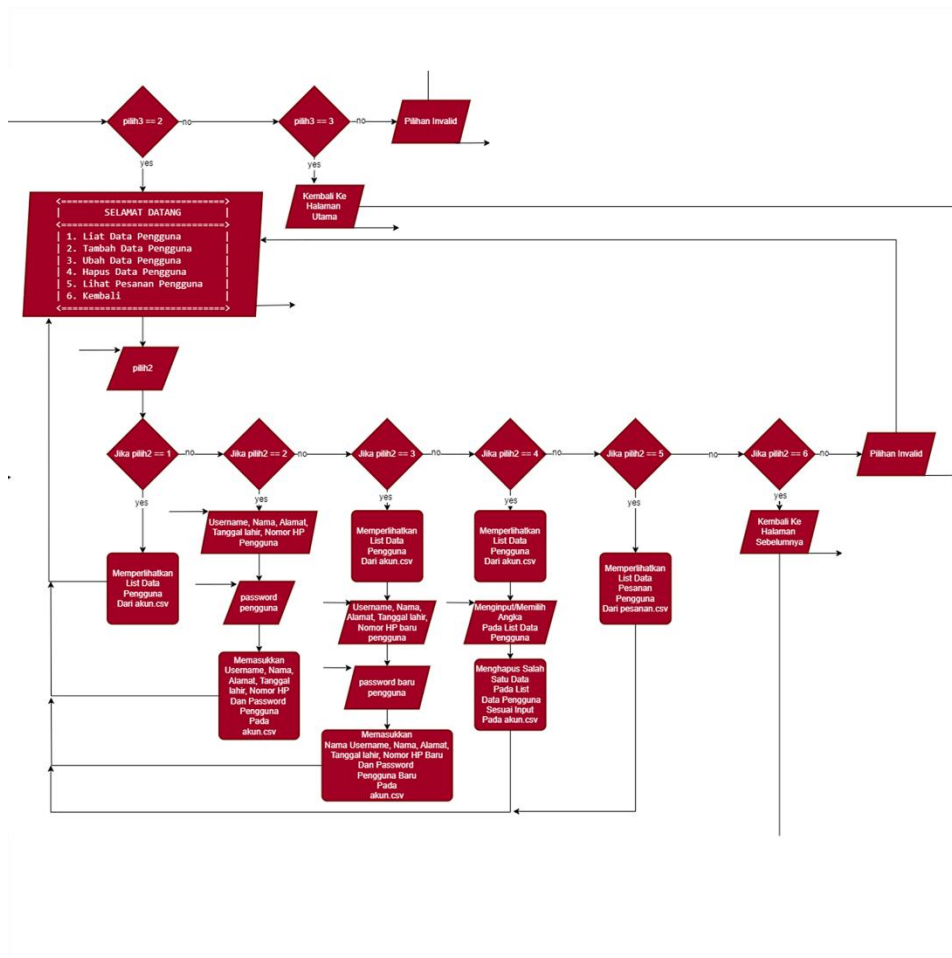 pilih3 == 2
no
pilih3 == 3
no
Pilihan Invalid
yes
yes
Kembali Ke
Halaman
Utama
<============================>
| SELAMAT DATANG |
<============================>
| 1. Liat Data Pengguna |
| 2. Tambah Data Pengguna |
| 3. Ubah Data Pengguna |
| 4. Hapus Data Pengguna |
| 5. Lihat Pesanan Pengguna |
| 6. Kembali |
<============================>
pilih2
Jika pilih2 == 1
no
Jika pilih2 == 2
no
Jika pilih2 == 3
no
Jika pilih2 == 4
no
Jika pilih2 == 5
no
Jika pilih2 == 6
no
Pilihan Invalid
yes
yes
yes
yes
yes
yes
Memperlihatkan
List Data
Pengguna
Dari akun.csv
Username, Nama, Alamat,
Tanggal lahir, Nomor HP
Pengguna
password
pengguna
Memasukkan
Username, Nama,
Alamat, Tanggal
lahir, Nomor HP
Dan Password
Pengguna
Pada
akun.csv
Memperlihatkan
List Data
Pengguna
Dari akun.csv
Username, Nama,
Alamat, Tanggal lahir,
Nomor HP baru
pengguna
password baru
pengguna
Memasukkan
Nama Username, Nama, Alamat,
Tanggal lahir, Nomor HP Baru
Dan Password
Pengguna Baru
Pada
akun.csv
Memperlihatkan
List Data
Pengguna
Dari akun.csv
Menginput/Memilih
Angka
Pada List Data
Pengguna
Menghapus Salah
Satu Data
Pada List
Data Pengguna
Sesuai Input
Pada akun.csv
Memperlihatkan
List Data
Pesanan
Pengguna
Dari pesanan.csv
Kembali Ke
Halaman
Sebelumnya